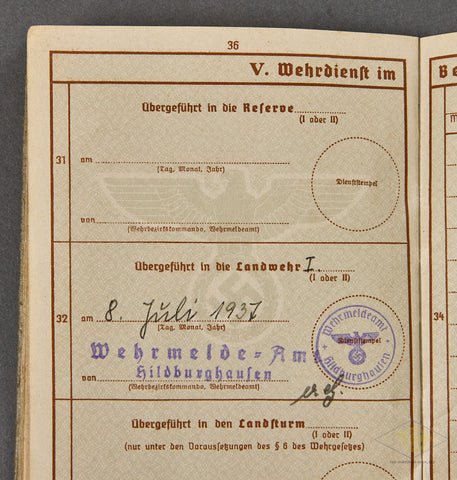 36
V. Wehrdienst im
Be
Übergeführt in die Reserve
(I oder II)
31
am
(Tag, Monat, Jahr)
Dienststempel
von
(Wehrbezirkskommando, Wehrmeldeamt)
Übergeführt in die Landwehr I.
(I oder II)
32
am 8. Juli 1937
(Tag, Monat, Jahr)
Wehrmelde-Amt
Hildburghausen
von
(Wehrbezirkskommando, Wehrmeldeamt)
Wehrmeldeamt
Dienststempel
Hildburghausen
34
Übergeführt in den Landsturm
(I oder II)
(nur unter den Voraussetzungen des § 6 des Wehrgesetzes)
33